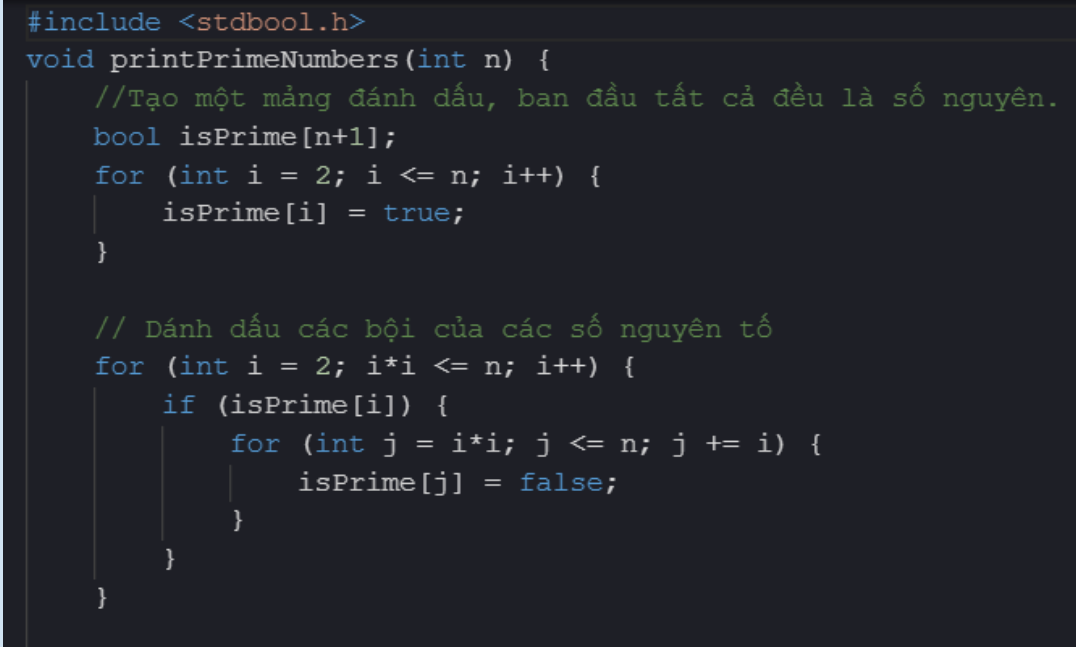 #include <stdbool.h>
void printPrimeNumbers(int n) {
    //Tạo một mảng đánh dấu, ban đầu tất cả đều là số nguyên.
    bool isPrime[n+1];
    for (int i = 2; i <= n; i++) {
        isPrime[i] = true;
    }
    // Dánh dấu các bội của các số nguyên tố
    for (int i = 2; i*i <= n; i++) {
        if (isPrime[i]) {
            for (int j = i*i; j <= n; j += i) {
                isPrime[j] = false;
            }
        }
    }